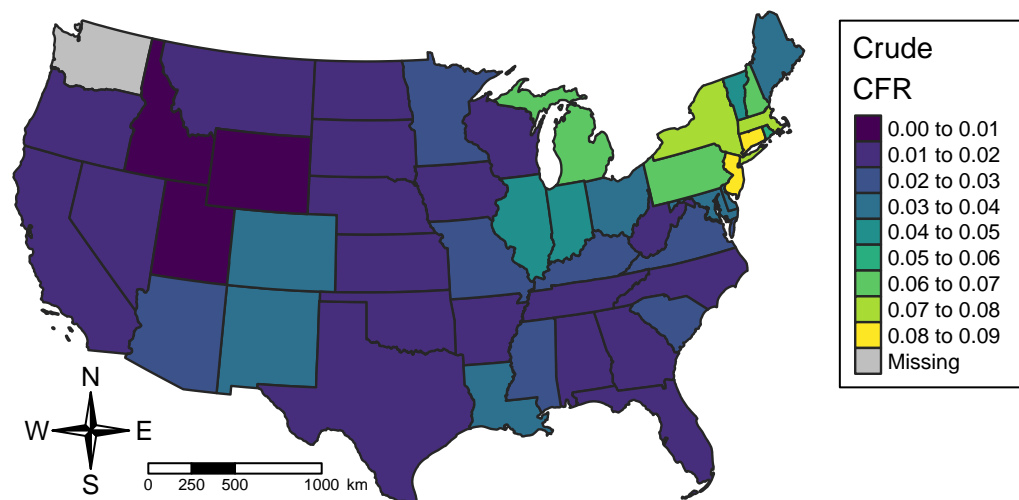 Crude
CFR
0.00 to 0.01
0.01 to 0.02
0.02 to 0.03
0.03 to 0.04
0.04 to 0.05
0.05 to 0.06
0.06 to 0.07
0.07 to 0.08
0.08 to 0.09
Missing
N
W E
S
0 250 500 1000 km